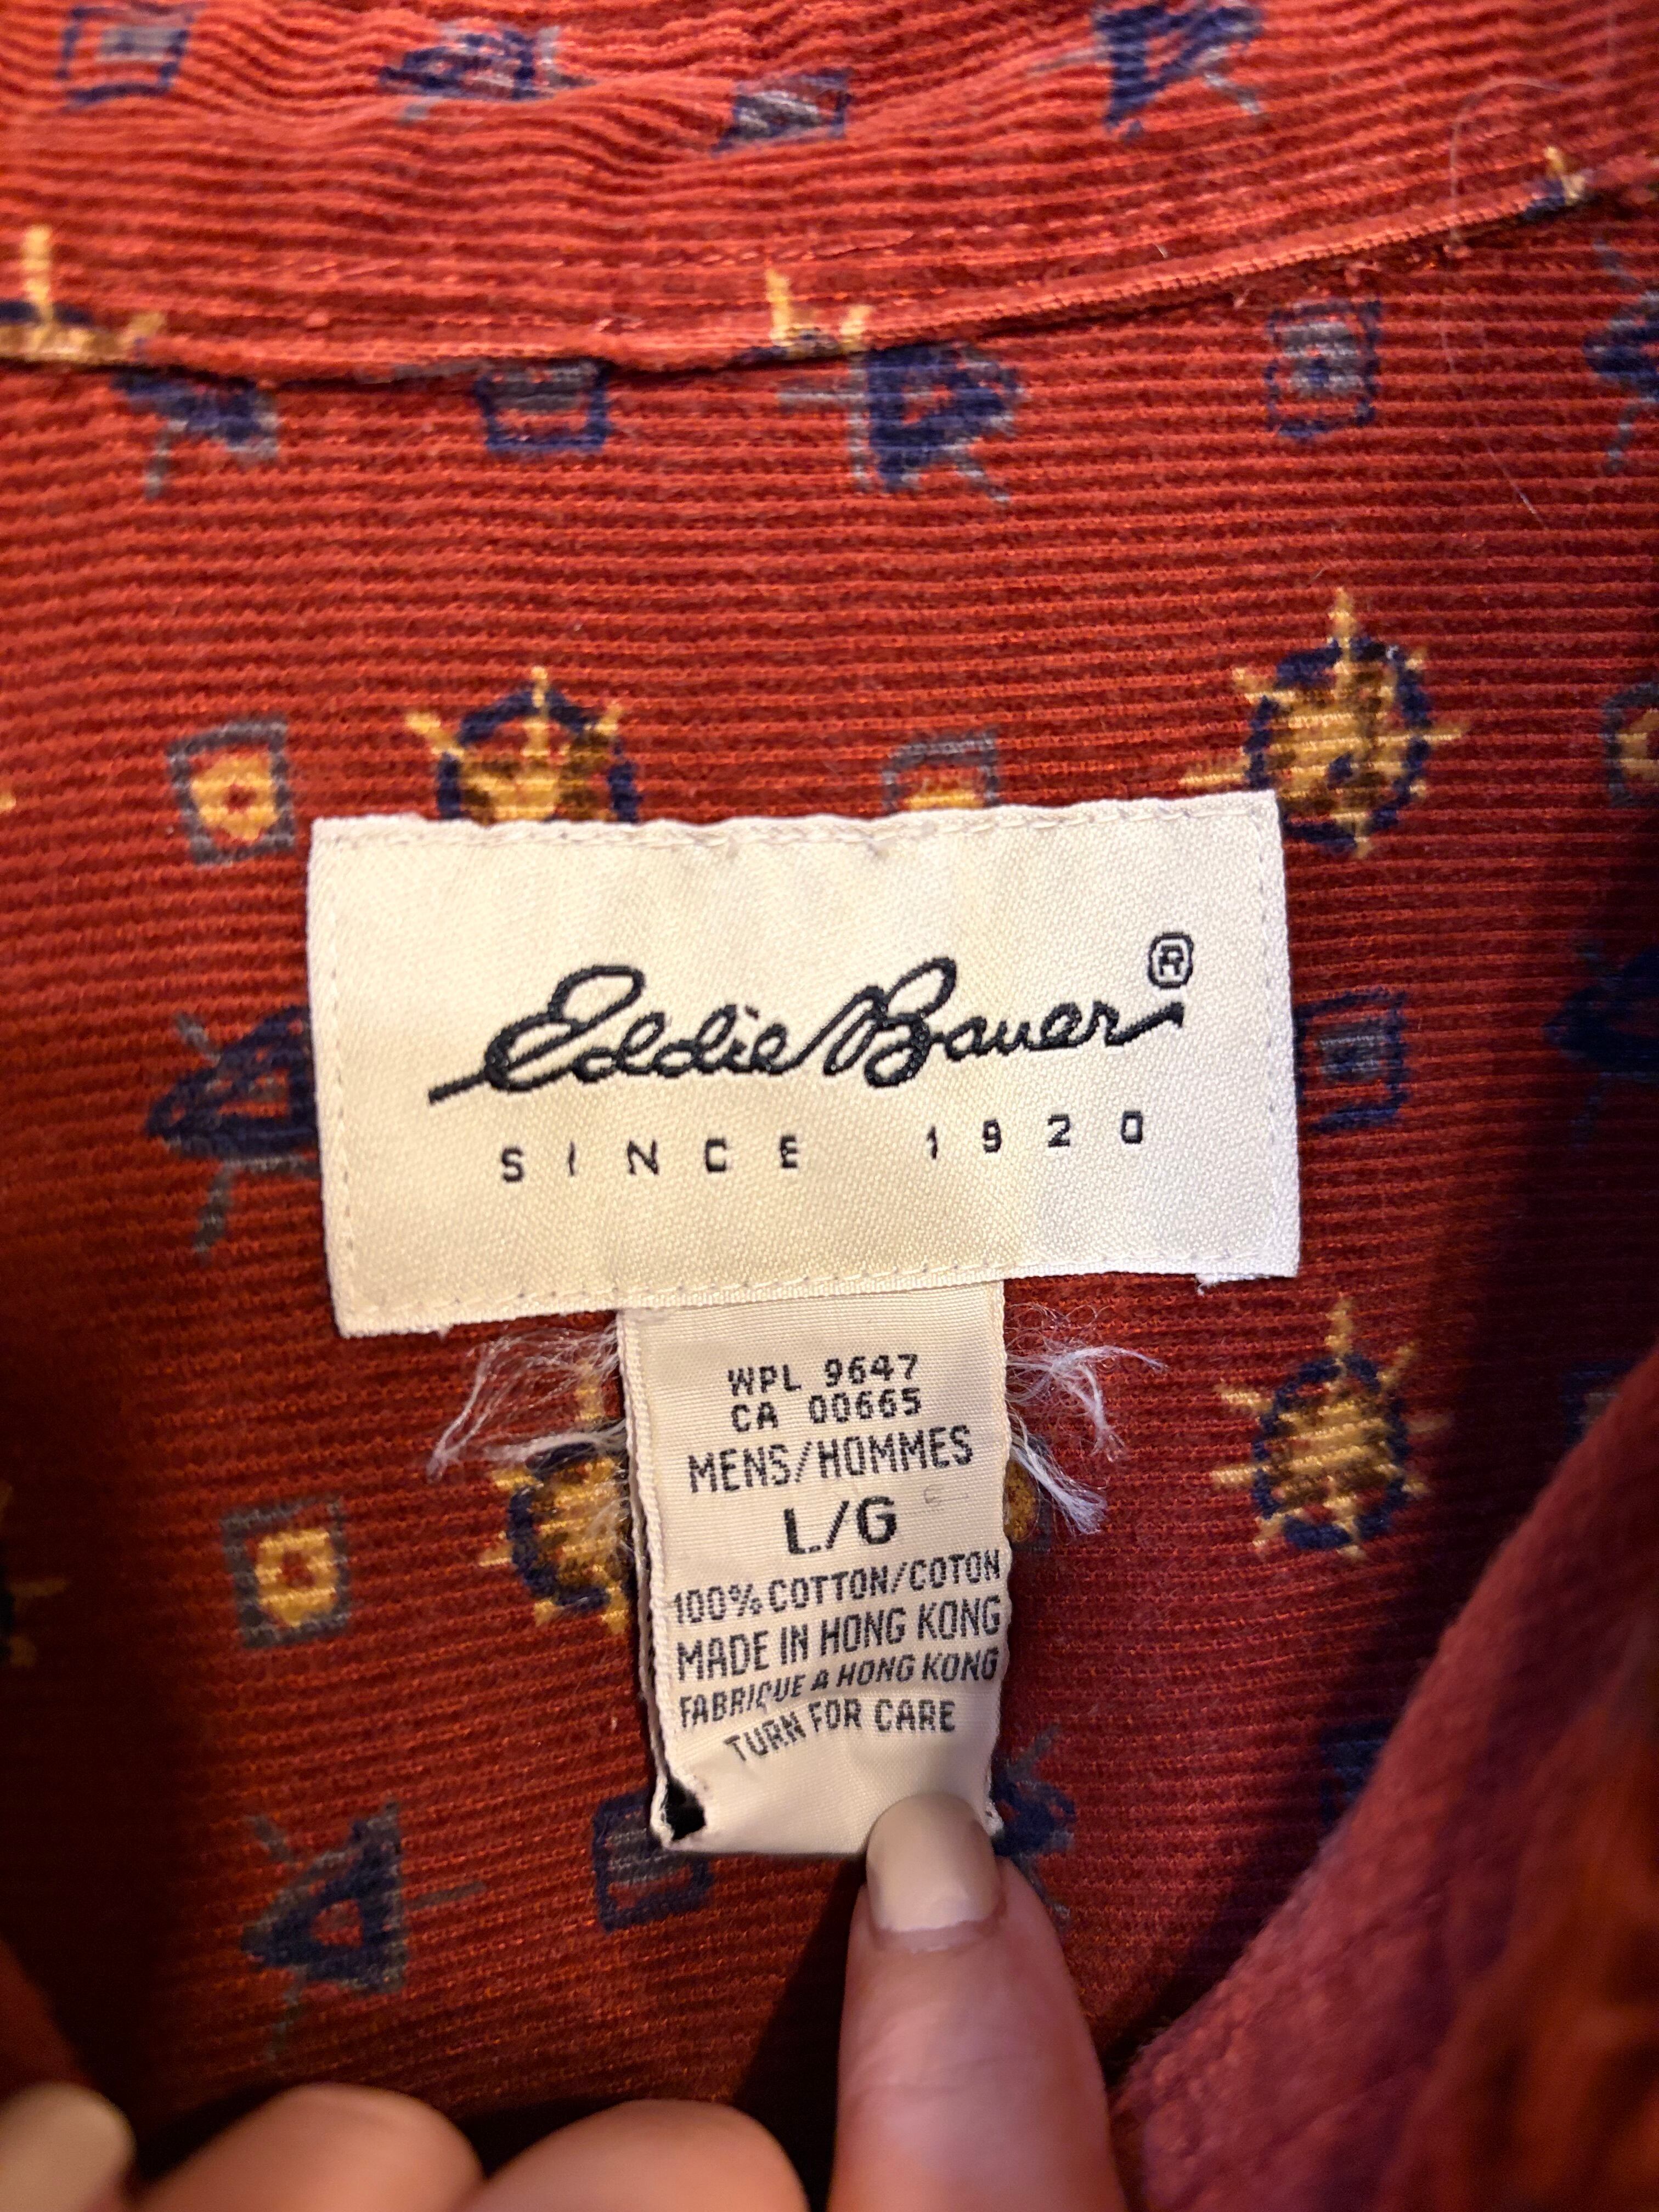 Eddie Bauer®
SINCE 1920
WPL 9647
CA 00665
MENS/HOMMES
L/G
100% COTTON/COTON
MADE IN HONG KONG
FABRIQUE A HONG KONG
TURN FOR CARE